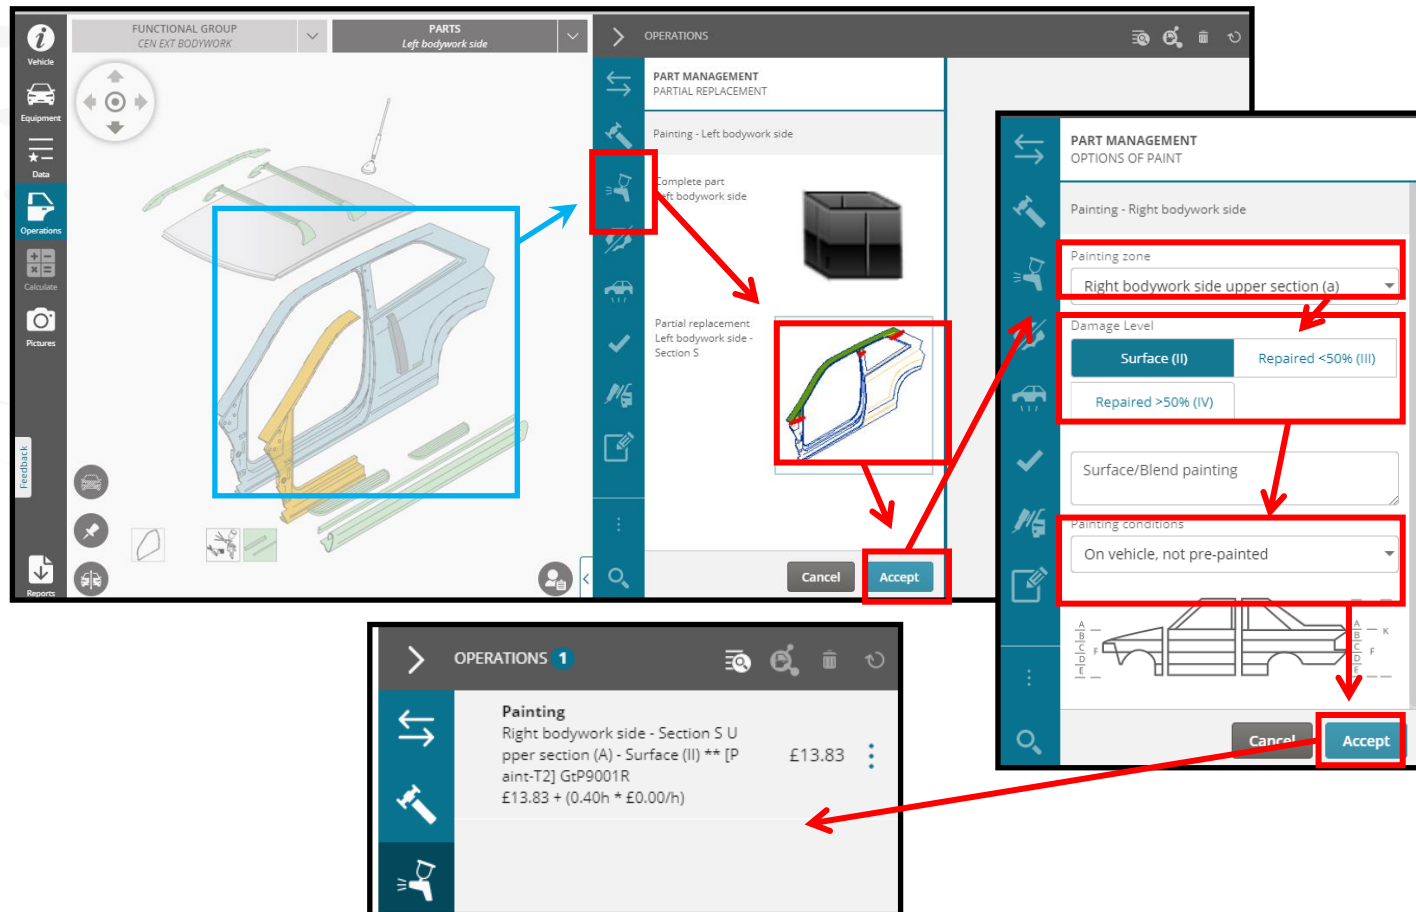 Vehicle
Equipment
Data
Operations
Calculate
Pictures
Feedback
Reports
FUNCTIONAL GROUP
CEN EXT BODYWORK
PARTS
Left bodywork side
OPERATIONS
PART MANAGEMENT
PARTIAL REPLACEMENT
Painting - Left bodywork side
Complete part
Left bodywork side
Partial replacement
Left bodywork side -
Section S
Cancel
Accept
PART MANAGEMENT
OPTIONS OF PAINT
Painting - Right bodywork side
Painting zone
Right bodywork side upper section (a)
Damage Level
Surface (II)
Repaired <50% (III)
Repaired >50% (IV)
Surface/Blend painting
Painting conditions
On vehicle, not pre-painted
A
B
C
D
E
F
A
B
C
D
E
F
K
Cancel
Accept
OPERATIONS 1
Painting
Right bodywork side - Section S U
pper section (A) - Surface (II) ** [P
aint-T2] GtP9001R
£13.83 + (0.40h * £0.00/h)
£13.83